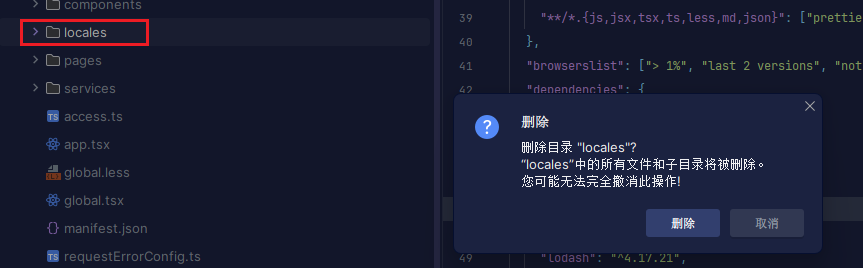 components
locales
pages
services
access.ts
app.tsx
global.less
global.tsx
manifest.json
requestErrorConfig.ts
39 "**/*.{js,jsx,tsx,ts,less,md,json}": ["prettie
40 },
41 "browserslist": ["> 1%", "last 2 versions", "not
42 "dependencies": {
删除
删除目录 "locales"?
“locales”中的所有文件和子目录将被删除。
您可能无法完全撤消此操作!
删除
取消
"lodash": "^4.17.21",